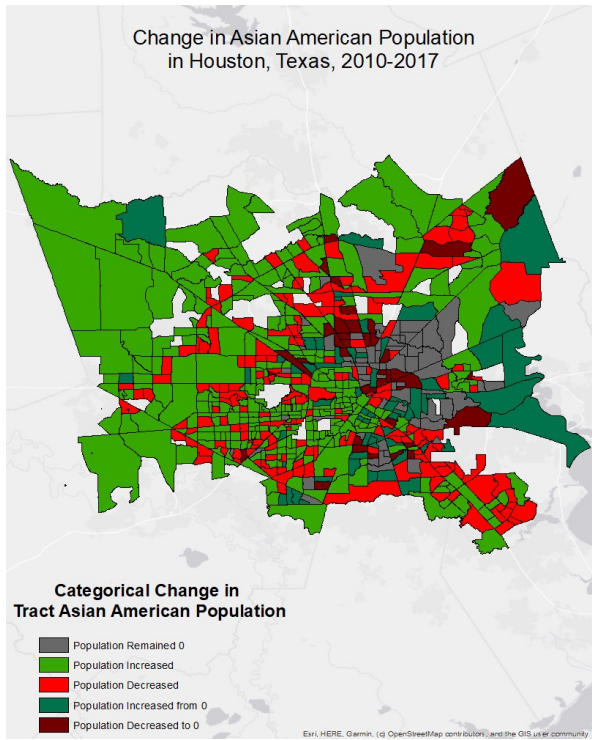 Change in Asian American Population
in Houston, Texas, 2010-2017
Categorical Change in
Tract Asian American Population
Population Remained 0
Population Increased
Population Decreased
Population Increased from 0
Population Decreased to 0
Esri, HERE, Garmin, (c) OpenStreetMap contributors, and the GIS user community